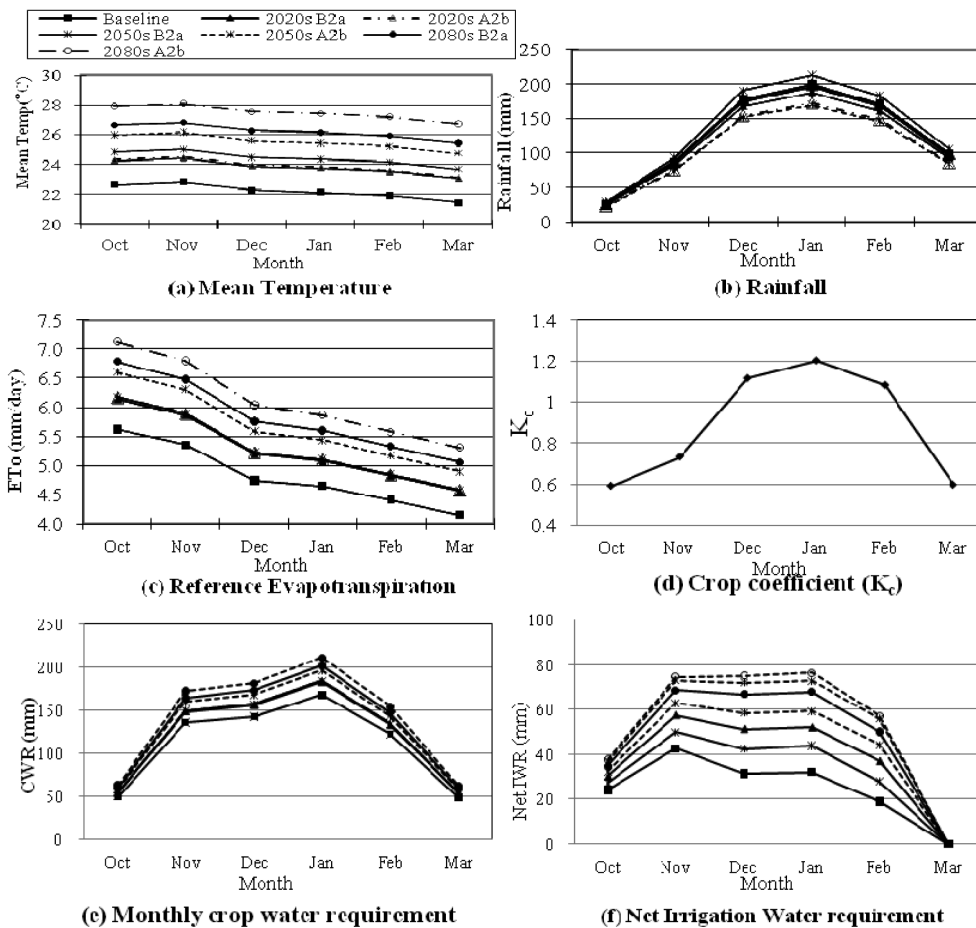 Baseline 2020s B2a 2020s A2b
2050s B2a 2050s A2b 2080s B2a
2080s A2b
Mean Temp(°C)
30
28
26
24
22
20
Oct Nov Dec Jan Feb Mar
Month
(a) Mean Temperature
Rainfall (mm)
250
200
150
100
50
0
Oct Nov Dec Jan Feb Mar
Month
(b) Rainfall
ETo (mm/day)
7.5
7.0
6.5
6.0
5.5
5.0
4.5
4.0
Oct Nov Dec Jan Feb Mar
Month
(c) Reference Evapotranspiration
Kc
1.4
1.2
1
0.8
0.6
0.4
Oct Nov Dec Jan Feb Mar
Month
(d) Crop coefficient (Kc)
CWR (mm)
250
200
150
100
50
0
Oct Nov Dec Jan Feb Mar
Month
(e) Monthly crop water requirement
Net IWR (mm)
100
80
60
40
20
0
Oct Nov Dec Jan Feb Mar
Month
(f) Net Irrigation Water requirement